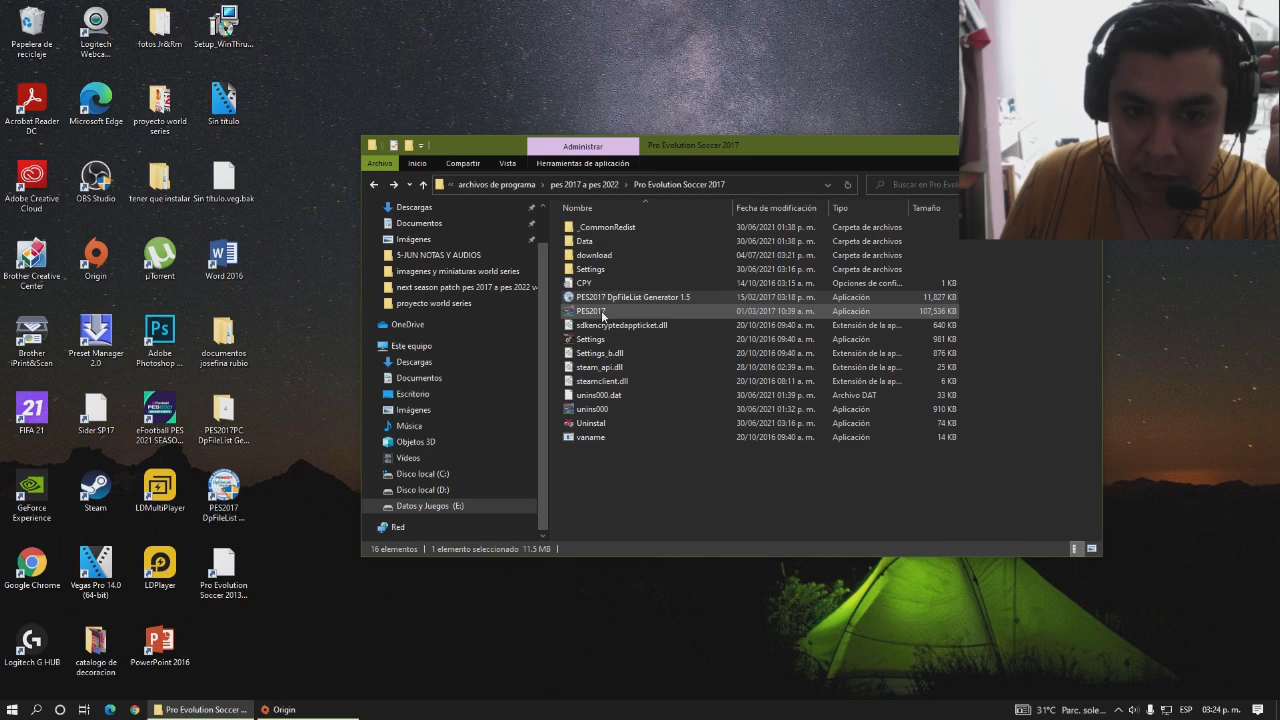 Papelera de reciclaje
Logitech Webca...
fotos Jr&Rm
Setup_WinThru...
Acrobat Reader DC
Microsoft Edge
proyecto world series
Sin título
Adobe Creative Cloud
OBS Studio
tener que instalar
Sin título.veg.bak
Brother Creative Center
Origin
µTorrent
Word 2016
Brother iPrint&Scan
Preset Manager 2.0
Adobe Photoshop ...
documentos josefina rubio
FIFA 21
Sider SP17
eFootball PES 2021 SEASON...
PES2017PC DpFileList Ge...
GeForce Experience
Steam
LDMultiPlayer
PES2017 DpFileList ...
Google Chrome
Vegas Pro 14.0 (64-bit)
LDPlayer
Pro Evolution Soccer 2013...
Logitech G HUB
catalogo de decoracion
PowerPoint 2016
Administrar
Pro Evolution Soccer 2017
Archivo Inicio Compartir Vista Herramientas de aplicación
« archivos de programa › pes 2017 a pes 2022 › Pro Evolution Soccer 2017
Buscar en Pro Evo
Descargas
Documentos
Imágenes
5-JUN NOTAS Y AUDIOS
imagenes y miniaturas world series
next season patch pes 2017 a pes 2022 v
proyecto world series
OneDrive
Este equipo
Descargas
Documentos
Escritorio
Imágenes
Música
Objetos 3D
Vídeos
Disco local (C:)
Disco local (D:)
Datos y Juegos (E:)
Red
Nombre Fecha de modificación Tipo Tamaño
_CommonRedist 30/06/2021 01:38 p. m. Carpeta de archivos
Data 30/06/2021 01:38 p. m. Carpeta de archivos
download 04/07/2021 03:21 p. m. Carpeta de archivos
Settings 30/06/2021 03:16 p. m. Carpeta de archivos
CPY 14/10/2016 03:15 p. m. Opciones de confi... 1 KB
PES2017 DpFileList Generator 1.5 15/02/2017 03:18 p. m. Aplicación 11,827 KB
PES2017 01/03/2017 10:39 a. m. Aplicación 107,536 KB
sdkencryptedappticket.dll 20/10/2016 09:40 a. m. Extensión de la ap... 640 KB
Settings 20/10/2016 09:40 a. m. Aplicación 981 KB
Settings_b.dll 20/10/2016 09:40 a. m. Extensión de la ap... 876 KB
steam_api.dll 28/10/2016 02:39 a. m. Extensión de la ap... 25 KB
steamclient.dll 20/10/2016 08:11 a. m. Extensión de la ap... 6 KB
unins000.dat 30/06/2021 01:39 p. m. Archivo DAT 33 KB
unins000 30/06/2021 01:32 p. m. Aplicación 910 KB
Uninstal 30/06/2021 03:16 p. m. Aplicación 74 KB
vaname 20/10/2016 09:40 a. m. Aplicación 14 KB
16 elementos 1 elemento seleccionado 11.5 MB
Pro Evolution Soccer ...
Origin
31°C Parc. sole...
ESP
03:24 p. m.